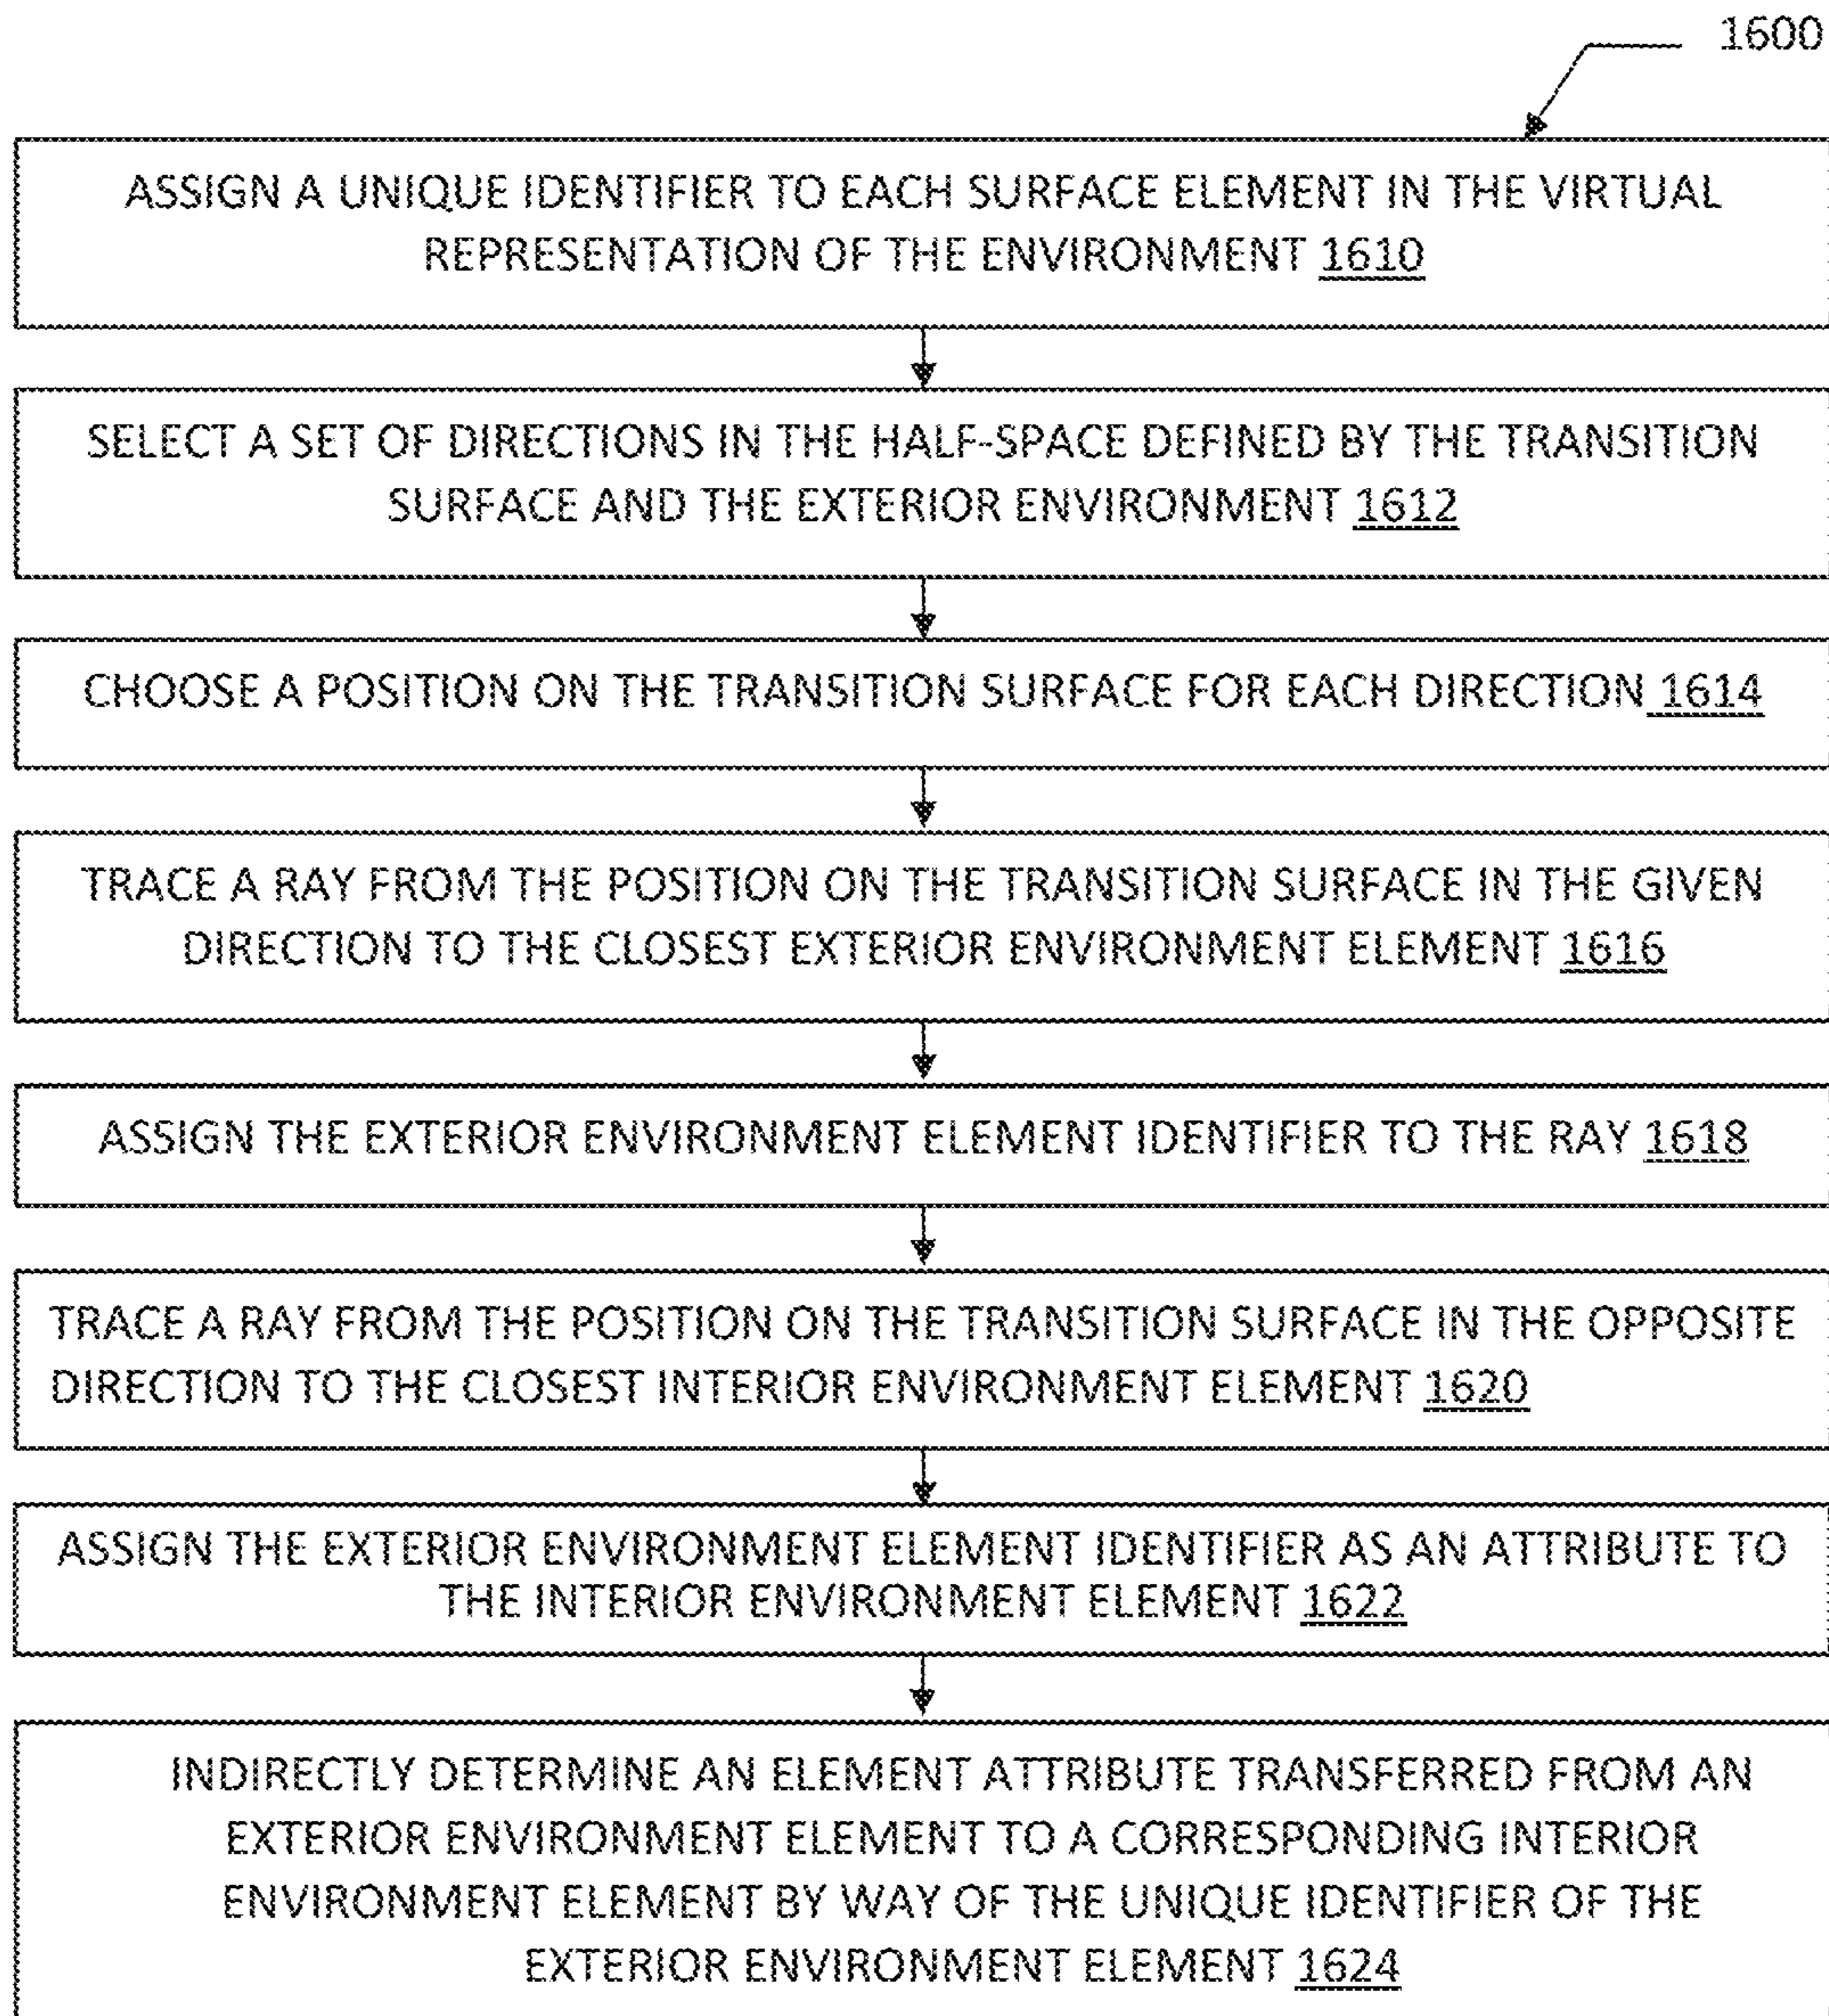 1600
ASSIGN A UNIQUE IDENTIFIER TO EACH SURFACE ELEMENT IN THE VIRTUAL
REPRESENTATION OF THE ENVIRONMENT 1610
SELECT A SET OF DIRECTIONS IN THE HALF-SPACE DEFINED BY THE TRANSITION
SURFACE AND THE EXTERIOR ENVIRONMENT 1612
CHOOSE A POSITION ON THE TRANSITION SURFACE FOR EACH DIRECTION 1614
TRACE A RAY FROM THE POSITION ON THE TRANSITION SURFACE IN THE GIVEN
DIRECTION TO THE CLOSEST EXTERIOR ENVIRONMENT ELEMENT 1616
ASSIGN THE EXTERIOR ENVIRONMENT ELEMENT IDENTIFIER TO THE RAY 1618
TRACE A RAY FROM THE POSITION ON THE TRANSITION SURFACE IN THE OPPOSITE
DIRECTION TO THE CLOSEST INTERIOR ENVIRONMENT ELEMENT 1620
ASSIGN THE EXTERIOR ENVIRONMENT ELEMENT IDENTIFIER AS AN ATTRIBUTE TO
THE INTERIOR ENVIRONMENT ELEMENT 1622
INDIRECTLY DETERMINE AN ELEMENT ATTRIBUTE TRANSFERRED FROM AN
EXTERIOR ENVIRONMENT ELEMENT TO A CORRESPONDING INTERIOR
ENVIRONMENT ELEMENT BY WAY OF THE UNIQUE IDENTIFIER OF THE
EXTERIOR ENVIRONMENT ELEMENT 1624